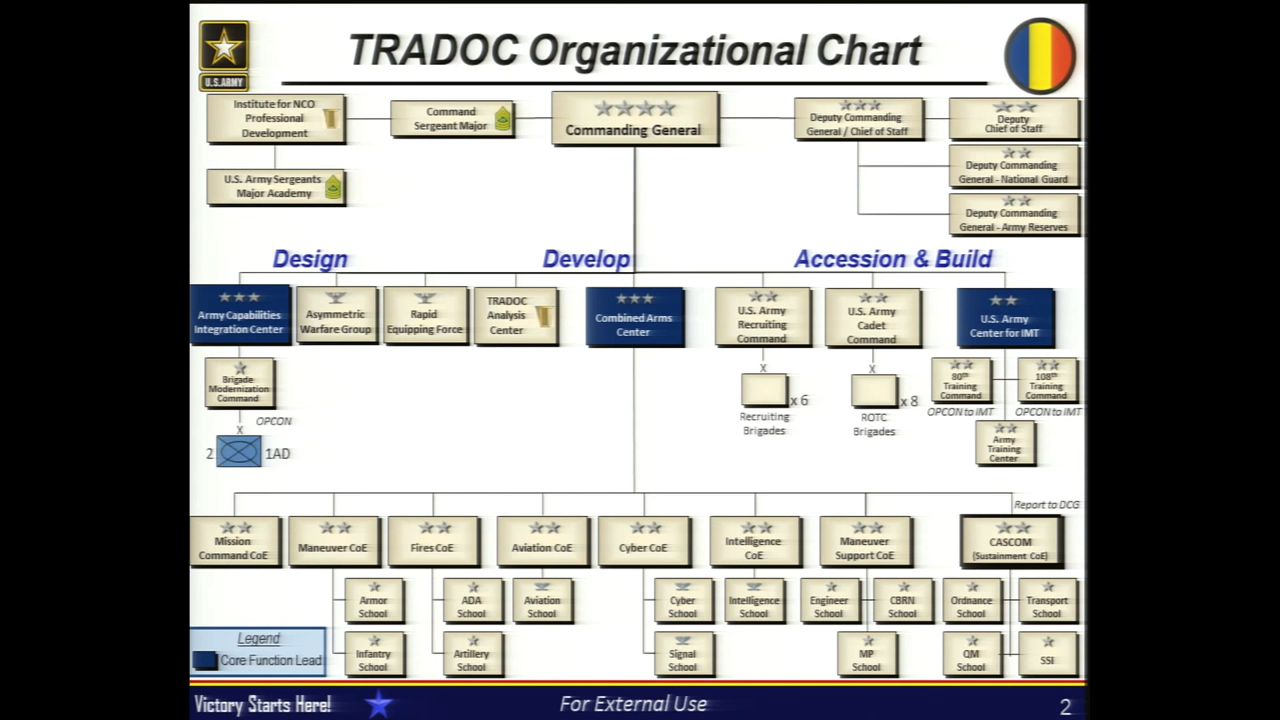 TRADOC Organizational Chart
U.S.ARMY
Institute for NCO
Professional
Development
Command
Sergeant Major
Commanding General
Deputy Commanding
General / Chief of Staff
Deputy
Chief of Staff
U.S. Army Sergeants
Major Academy
Deputy Commanding
General - National Guard
Deputy Commanding
General - Army Reserves
Design
Develop
Accession & Build
Army Capabilities
Integration Center
Asymmetric
Warfare Group
Rapid
Equipping Force
TRADOC
Analysis
Center
Combined Arms
Center
U.S. Army
Recruiting
Command
U.S. Army
Cadet
Command
U.S. Army
Center for IMT
Brigade
Modernization
Command
OPCON
X
2
1AD
X
x 6
Recruiting
Brigades
X
x 8
ROTC
Brigades
80th
Training
Command
OPCON to IMT
108th
Training
Command
OPCON to IMT
Army
Training
Center
Report to DCG
Mission
Command CoE
Maneuver CoE
Fires CoE
Aviation CoE
Cyber CoE
Intelligence
CoE
Maneuver
Support CoE
CASCOM
(Sustainment CoE)
Armor
School
ADA
School
Aviation
School
Cyber
School
Intelligence
School
Engineer
School
CBRN
School
Ordnance
School
Transport
School
Infantry
School
Artillery
School
Signal
School
MP
School
QM
School
SSI
Legend
Core Function Lead
Victory Starts Here!
For External Use
2